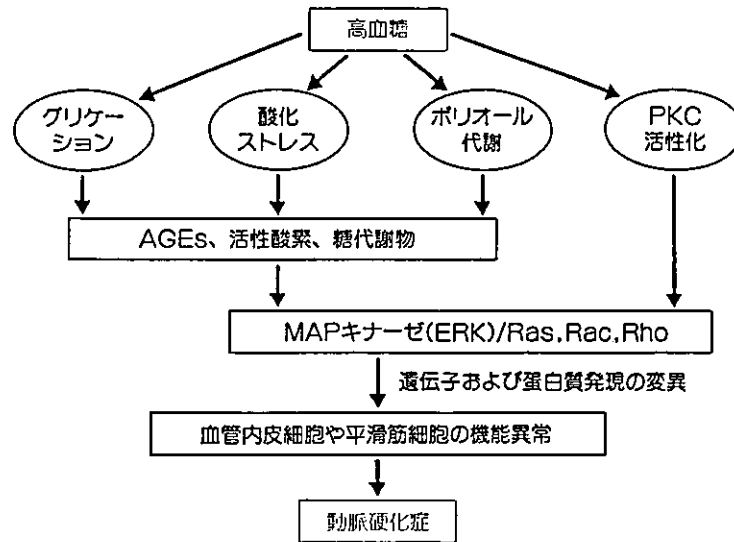 高血糖
グリケー
ション
酸化
ストレス
ポリオール
代謝
PKC
活性化
AGEs、活性酸素、糖代謝物
MAPキナーゼ(ERK)/Ras,Rac,Rho
遺伝子および蛋白質発現の変異
血管内皮細胞や平滑筋細胞の機能異常
動脈硬化症